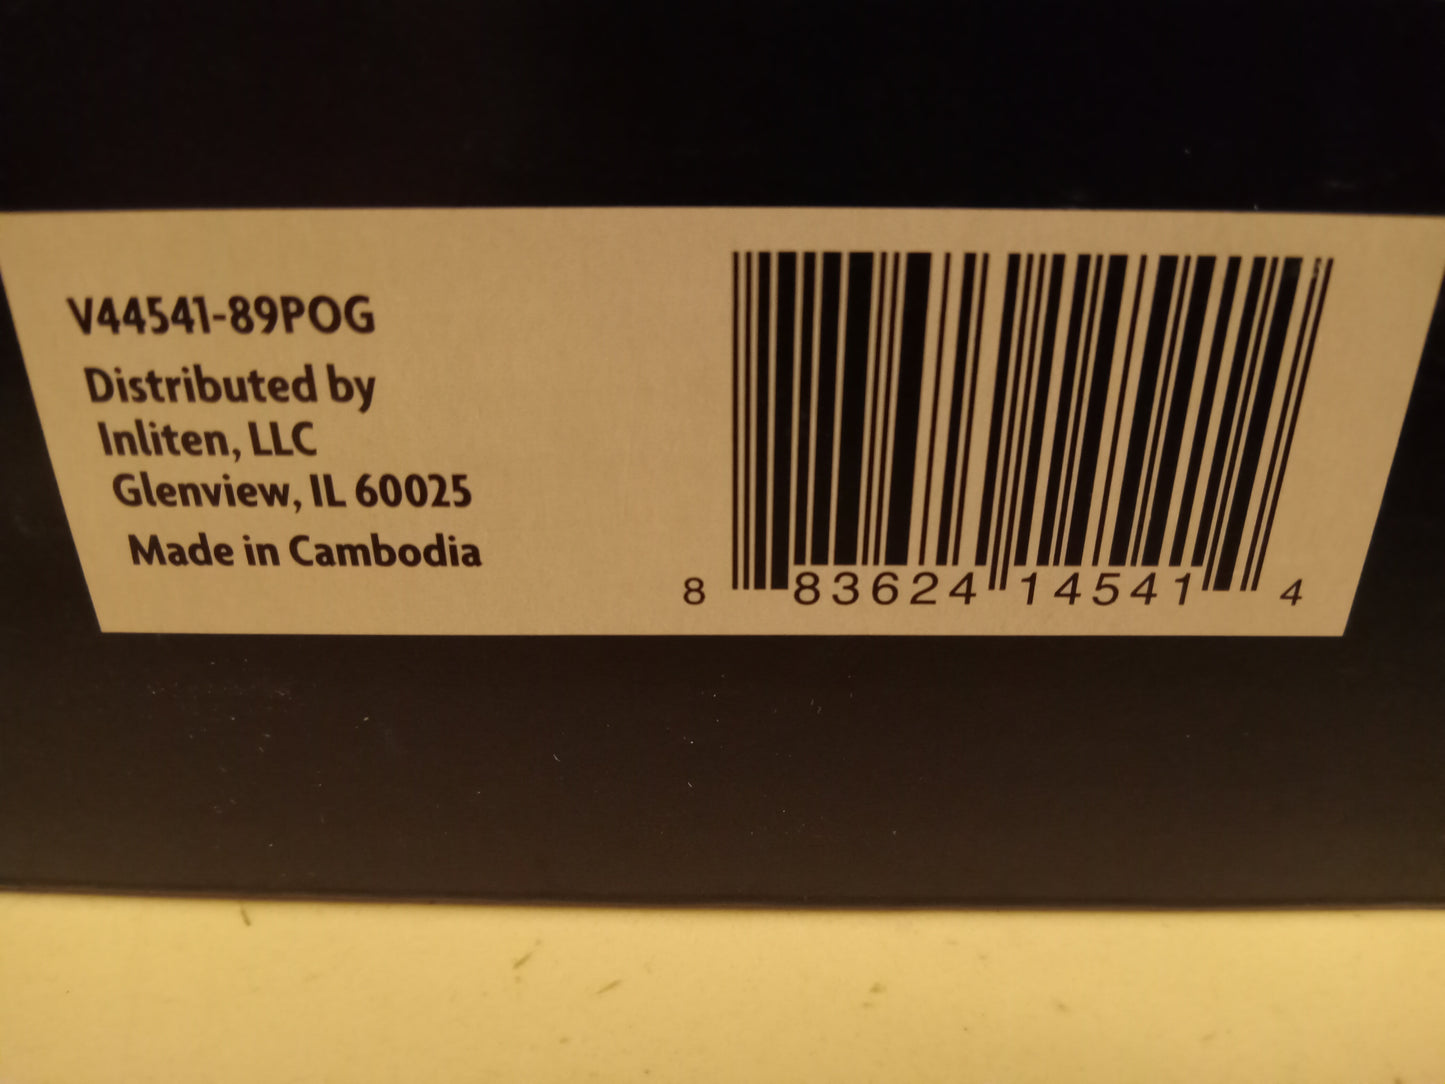 V44541-89POG
Distributed by
Inliten, LLC
Glenview, IL 60025
Made in Cambodia
8 83624 14541 4